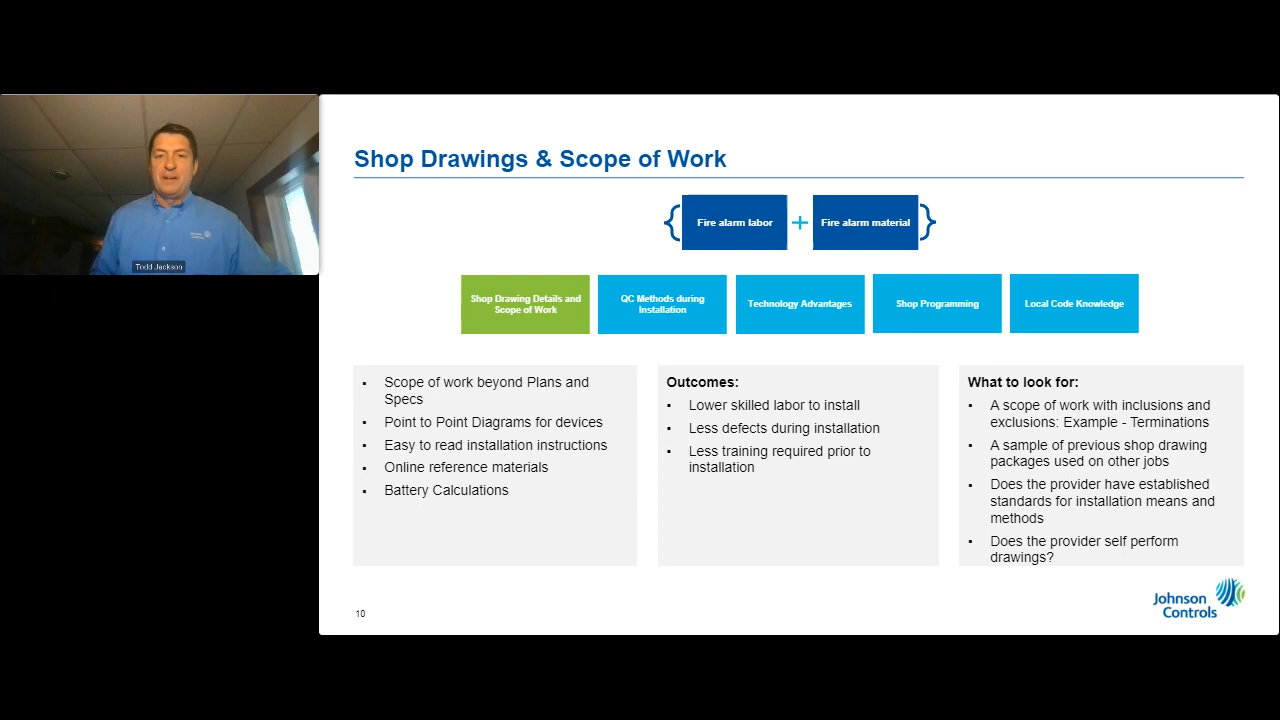 Todd Jackson
Johnson
Controls
Shop Drawings & Scope of Work
{ Fire alarm labor + Fire alarm material }
Shop Drawing Details and
Scope of Work
QC Methods during
Installation
Technology Advantages
Shop Programming
Local Code Knowledge
▪ Scope of work beyond Plans and
Specs
▪ Point to Point Diagrams for devices
▪ Easy to read installation instructions
▪ Online reference materials
▪ Battery Calculations
Outcomes:
▪ Lower skilled labor to install
▪ Less defects during installation
▪ Less training required prior to
installation
What to look for:
▪ A scope of work with inclusions and
exclusions: Example - Terminations
▪ A sample of previous shop drawing
packages used on other jobs
▪ Does the provider have established
standards for installation means and
methods
▪ Does the provider self perform
drawings?
10
Johnson
Controls